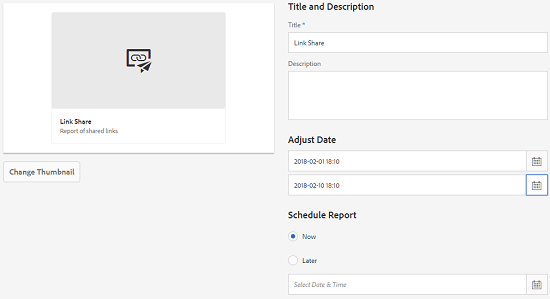 Link Share
Report of shared links
Change Thumbnail
Title and Description
Title *
Link Share
Description
Adjust Date
2018-02-01 18:10
2018-02-10 18:10
Schedule Report
Now
Later
Select Date & Time